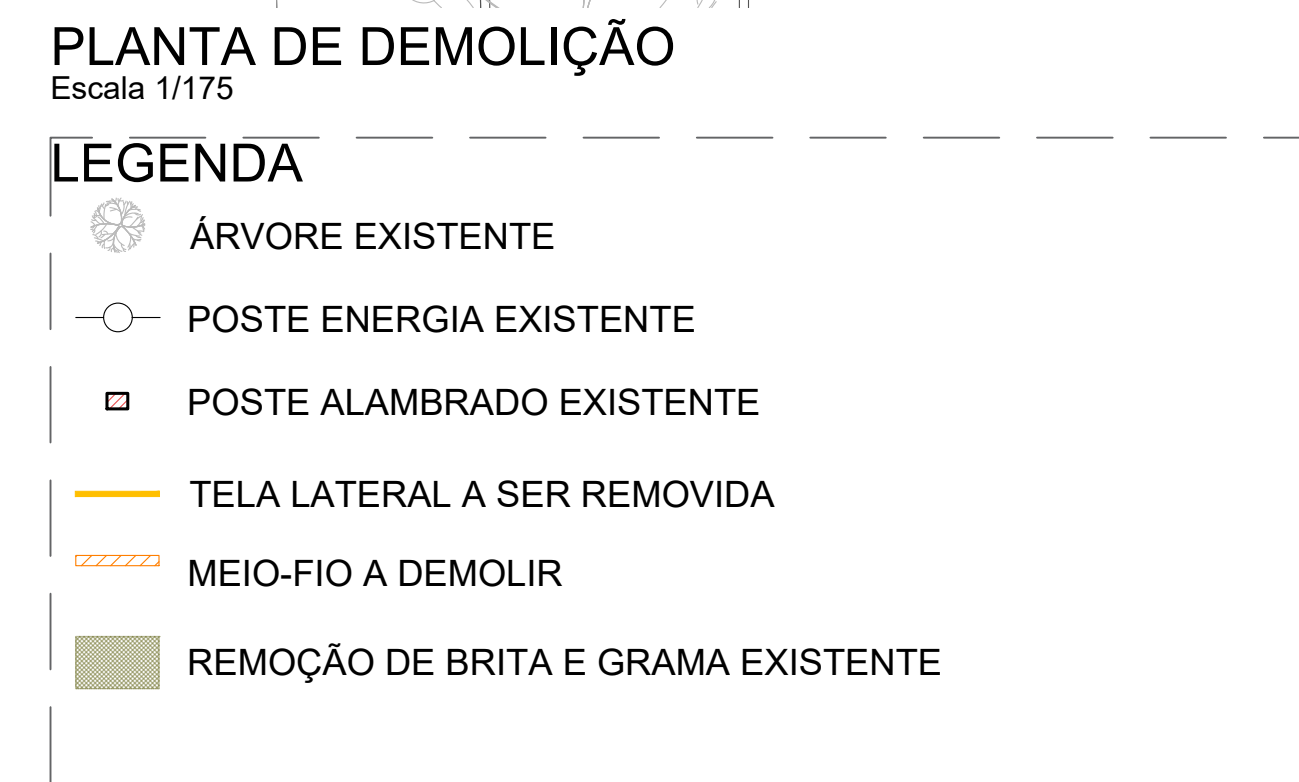 PLANTA DE DEMOLIÇÃO
Escala 1/175
LEGENDA
ÁRVORE EXISTENTE
POSTE ENERGIA EXISTENTE
POSTE ALAMBRADO EXISTENTE
TELA LATERAL A SER REMOVIDA
MEIO-FIO A DEMOLIR
REMOÇÃO DE BRITA E GRAMA EXISTENTE